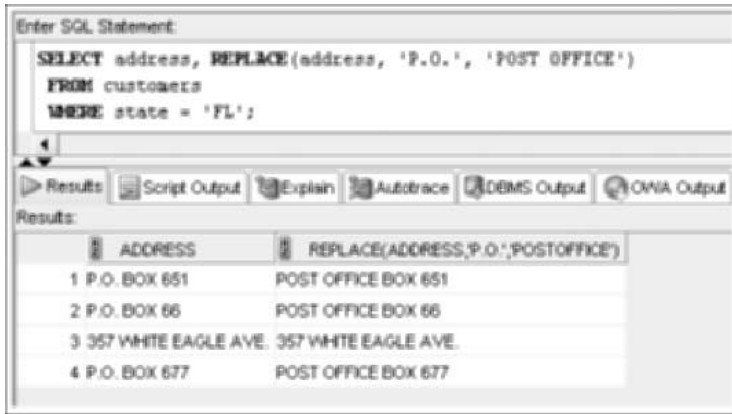 Enter SQL Statement:
SELECT address, REPLACE(address, 'P.O.', 'POST OFFICE')
FROM customers
WHERE state = 'FL';
Results Script Output Explain Autotrace DBMS Output OWA Output
Results:
ADDRESS REPLACE(ADDRESS,'P.O.','POSTOFFICE')
1 P.O. BOX 651 POST OFFICE BOX 651
2 P.O. BOX 66 POST OFFICE BOX 66
3 357 WHITE EAGLE AVE. 357 WHITE EAGLE AVE.
4 P.O. BOX 677 POST OFFICE BOX 677